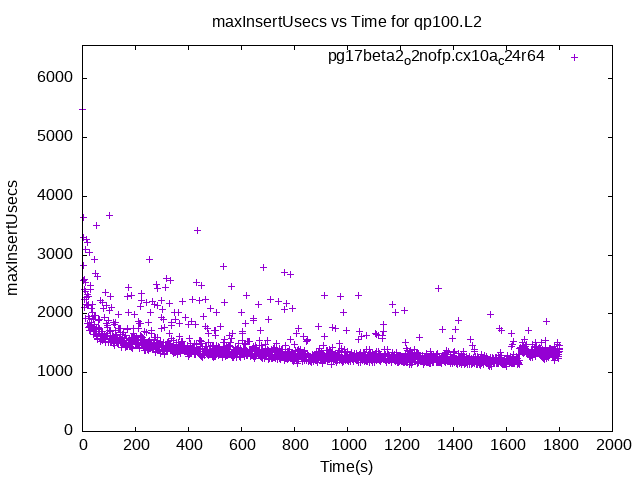 maxInsertUsecs vs Time for qp100.L2
pg17beta2_o2nofp.cx10a_c24r64
maxInsertUsecs
6000
5000
4000
3000
2000
1000
0
0 200 400 600 800 1000 1200 1400 1600 1800 2000
Time(s)